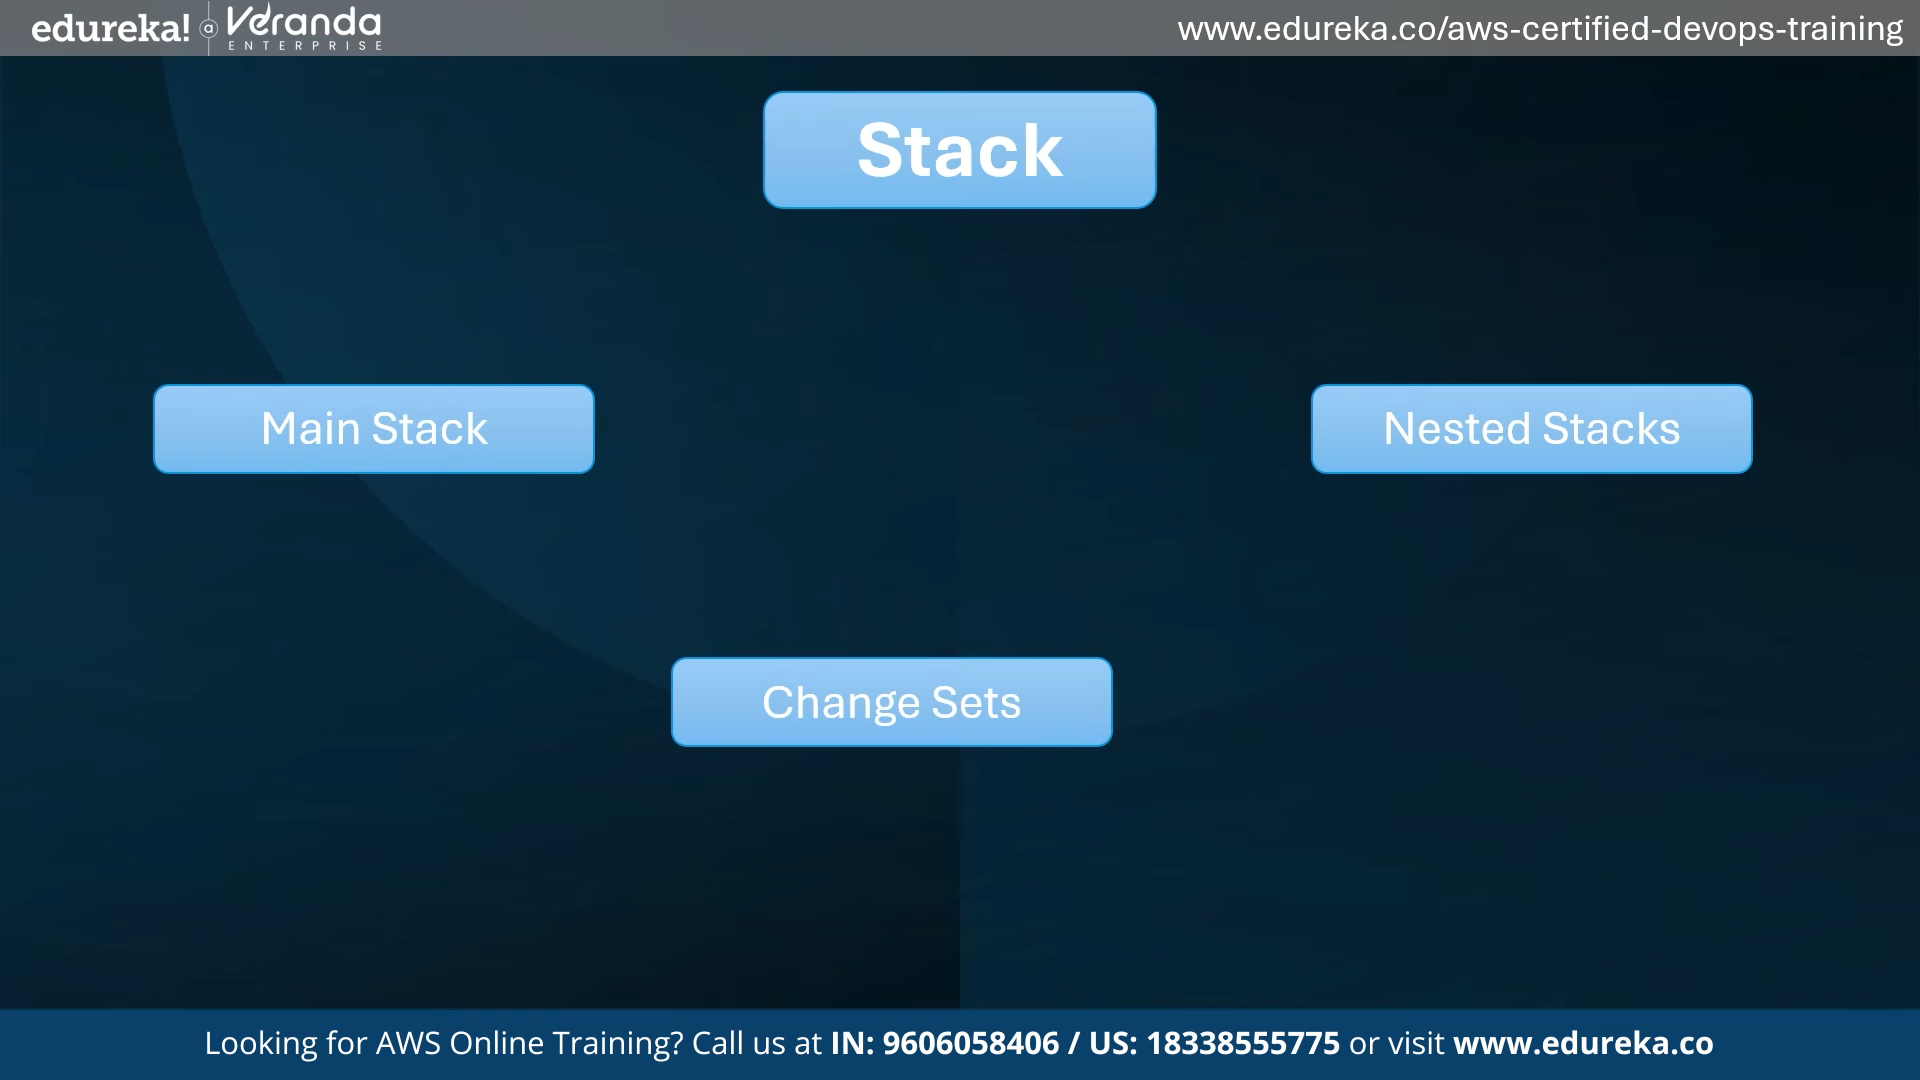 edureka! a Veranda
ENTERPRISE
www.edureka.co/aws-certified-devops-training
Stack
Main Stack
Nested Stacks
Change Sets
Looking for AWS Online Training? Call us at IN: 9606058406 / US: 18338555775 or visit www.edureka.co